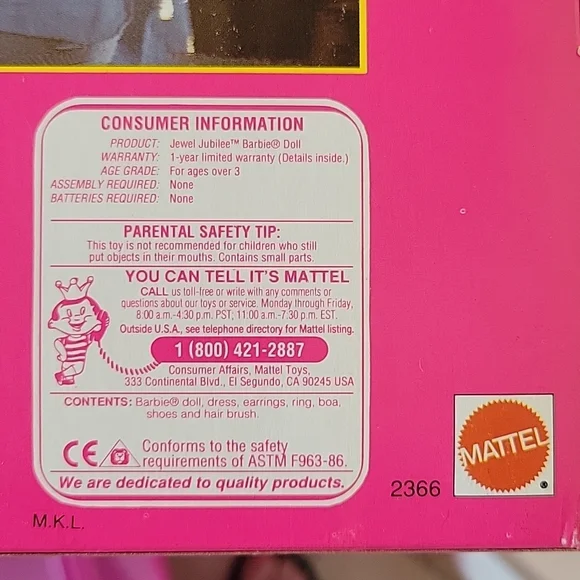 CONSUMER INFORMATION
PRODUCT: Jewel Jubilee™ Barbie® Doll
WARRANTY: 1-year limited warranty (Details inside.)
AGE GRADE: For ages over 3
ASSEMBLY REQUIRED: None
BATTERIES REQUIRED: None
PARENTAL SAFETY TIP:
This toy is not recommended for children who still
put objects in their mouths. Contains small parts.
YOU CAN TELL IT'S MATTEL
CALL us toll-free or write with any comments or
questions about our toys or service. Monday through Friday,
8:00 a.m.-4:30 p.m. PST; 11:00 a.m.-7:30 p.m. EST.
Outside U.S.A., see telephone directory for Mattel listing.
1 (800) 421-2887
Consumer Affairs, Mattel Toys,
333 Continental Blvd., El Segundo, CA 90245 USA
CONTENTS: Barbie® doll, dress, earrings, ring, boa,
shoes and hair brush.
CE Conforms to the safety
requirements of ASTM F963-86.
We are dedicated to quality products.
M.K.L.
2366
MATTEL®